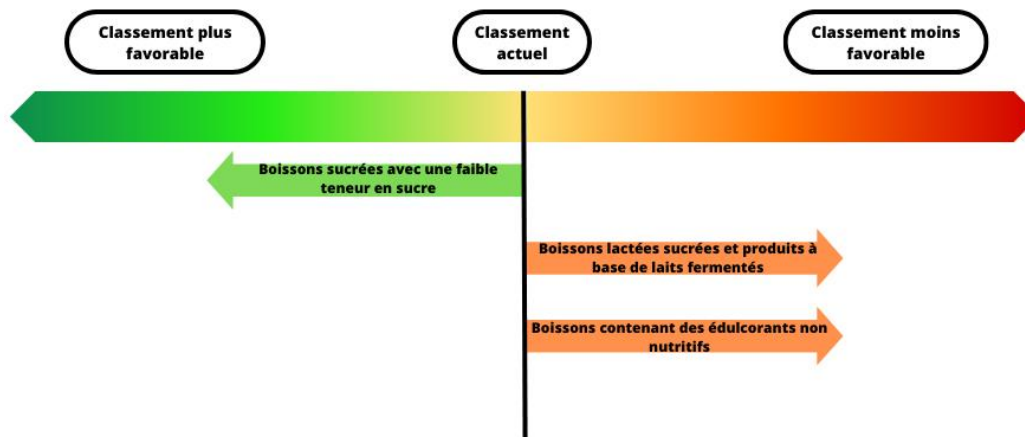 Classement plus
favorable
Classement
actuel
Classement moins
favorable
Boissons sucrées avec une faible
teneur en sucre
Boissons lactées sucrées et produits à
base de laits fermentés
Boissons contenant des édulcorants non
nutritifs